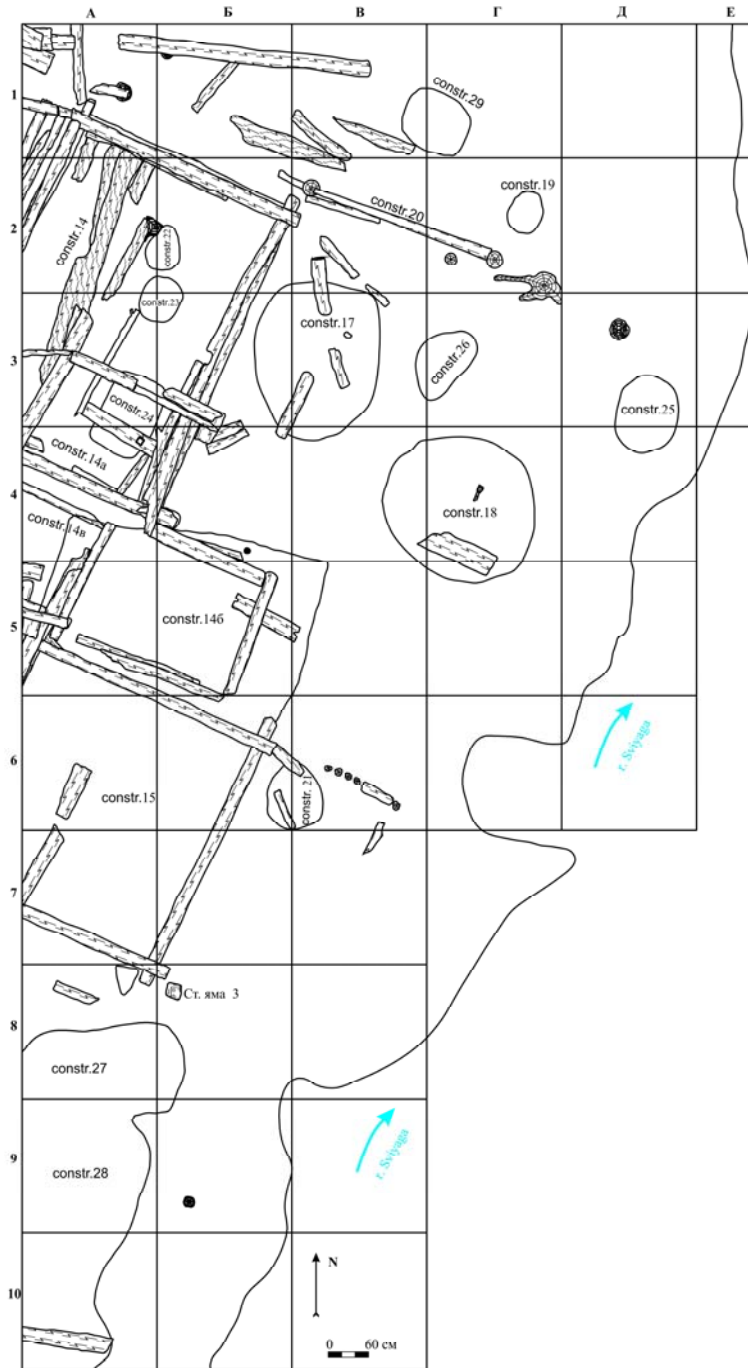 А Б В Г Д Е
1
constr.29
constr.19
2
constr.20
constr.14
constr.22
constr.23
constr.17
3
constr.26
constr.24
constr.25
constr.14а
4
constr.18
constr.14в
5
constr.14б
r. Sviyaga
6
constr.15
constr. 21
7
Ст. яма 3
8
constr.27
r. Sviyaga
9
constr.28
N
10
0 60 см